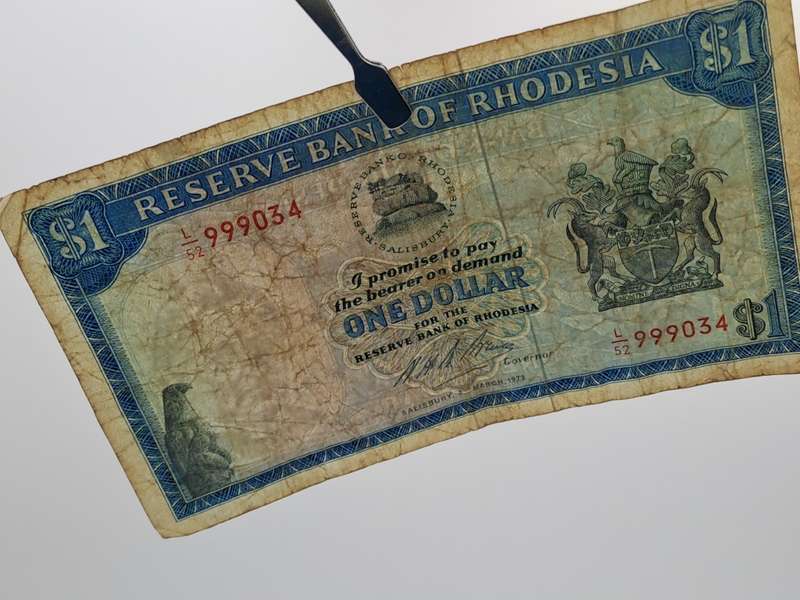 $1
RESERVE BANK OF RHODESIA
$1
L/52 999034
RESERVE BANK OF RHODESIA
SALISBURY
I promise to pay
the bearer on demand
ONE DOLLAR
FOR THE
RESERVE BANK OF RHODESIA
Governor
SALISBURY, MARCH, 1973
L/52 999034
$1